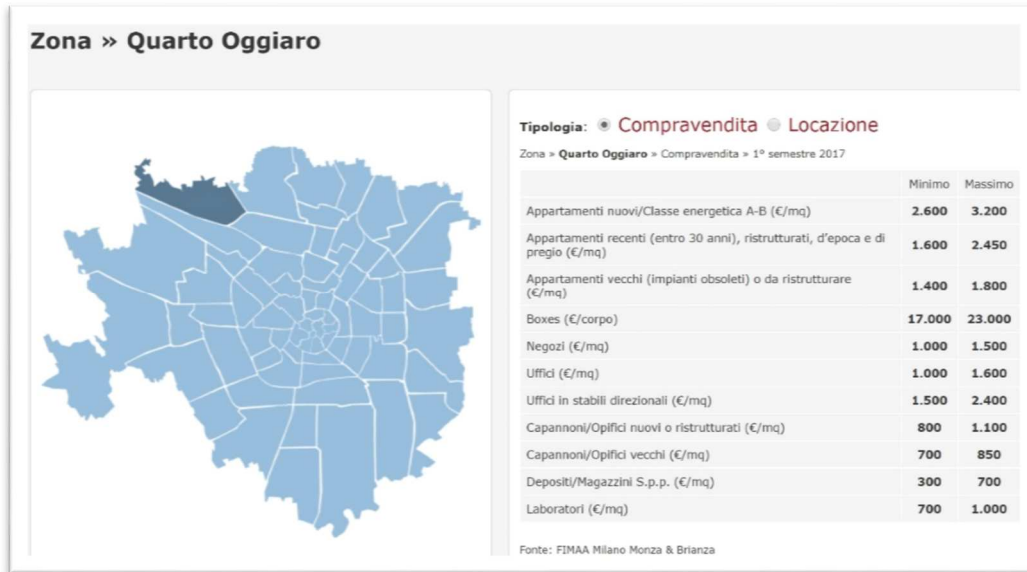 Zona » Quarto Oggiaro
Tipologia: Compravendita Locazione
Zona » Quarto Oggiaro » Compravendita » 1º semestre 2017
Minimo Massimo
Appartamenti nuovi/Classe energetica A-B (€/mq) 2.600 3.200
Appartamenti recenti (entro 30 anni), ristrutturati, d'epoca e di
pregio (€/mq) 1.600 2.450
Appartamenti vecchi (impianti obsoleti) o da ristrutturare
(€/mq) 1.400 1.800
Boxes (€/corpo) 17.000 23.000
Negozi (€/mq) 1.000 1.500
Uffici (€/mq) 1.000 1.600
Uffici in stabili direzionali (€/mq) 1.500 2.400
Capannoni/Opifici nuovi o ristrutturati (€/mq) 800 1.100
Capannoni/Opifici vecchi (€/mq) 700 850
Depositi/Magazzini S.p.p. (€/mq) 300 700
Laboratori (€/mq) 700 1.000
Fonte: FIMAA Milano Monza & Brianza